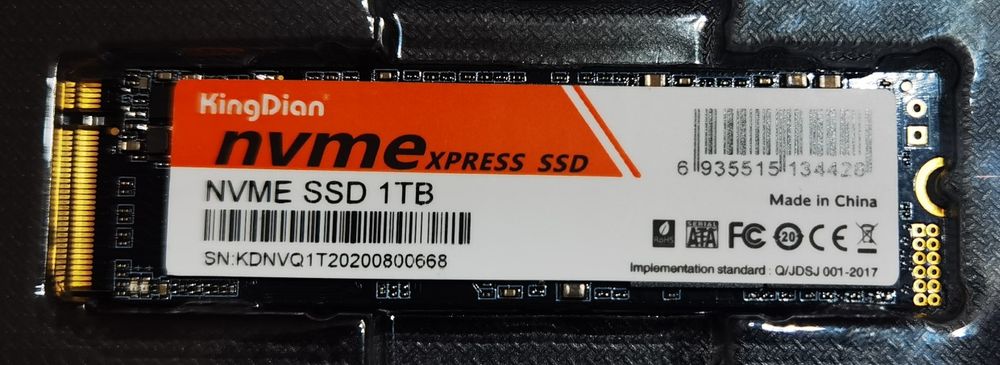 KingDian®
nvme XPRESS SSD
NVME SSD 1TB
SN:KDNVQ1T20200800668
6 935515 134428
Made in China
RoHS
SERIAL
ATA
FC 20 CE
Implementation standard : Q/JDSJ 001-2017